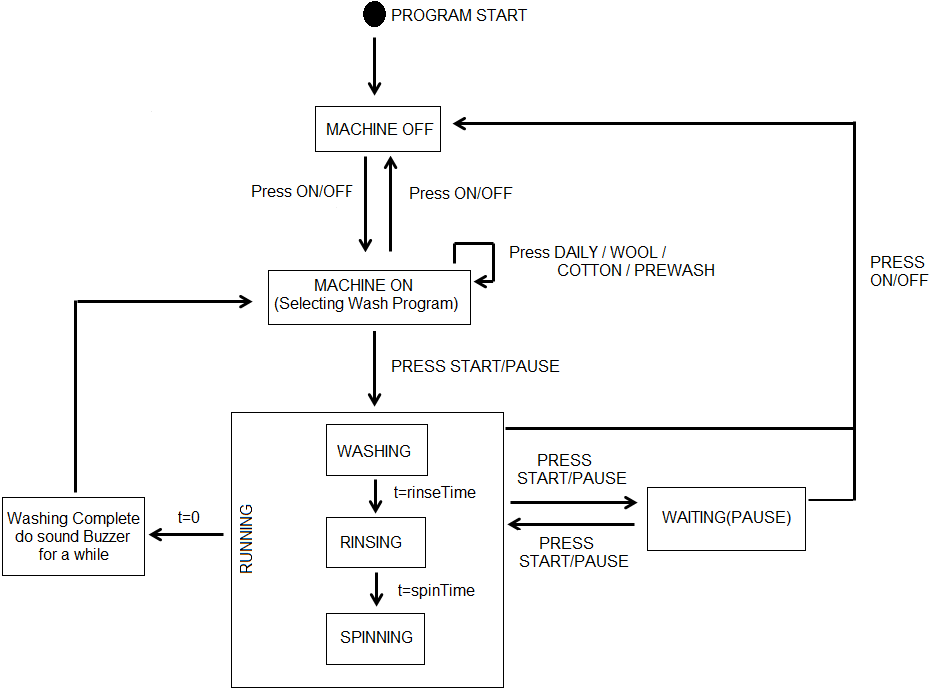 PROGRAM START
MACHINE OFF
Press ON/OFF
Press ON/OFF
Press DAILY / WOOL /
COTTON / PREWASH
PRESS
ON/OFF
MACHINE ON
(Selecting Wash Program)
PRESS START/PAUSE
WASHING
t=rinseTime
PRESS
START/PAUSE
Washing Complete
do sound Buzzer
for a while
t=0
RUNNING
RINSING
WAITING(PAUSE)
PRESS
START/PAUSE
t=spinTime
SPINNING